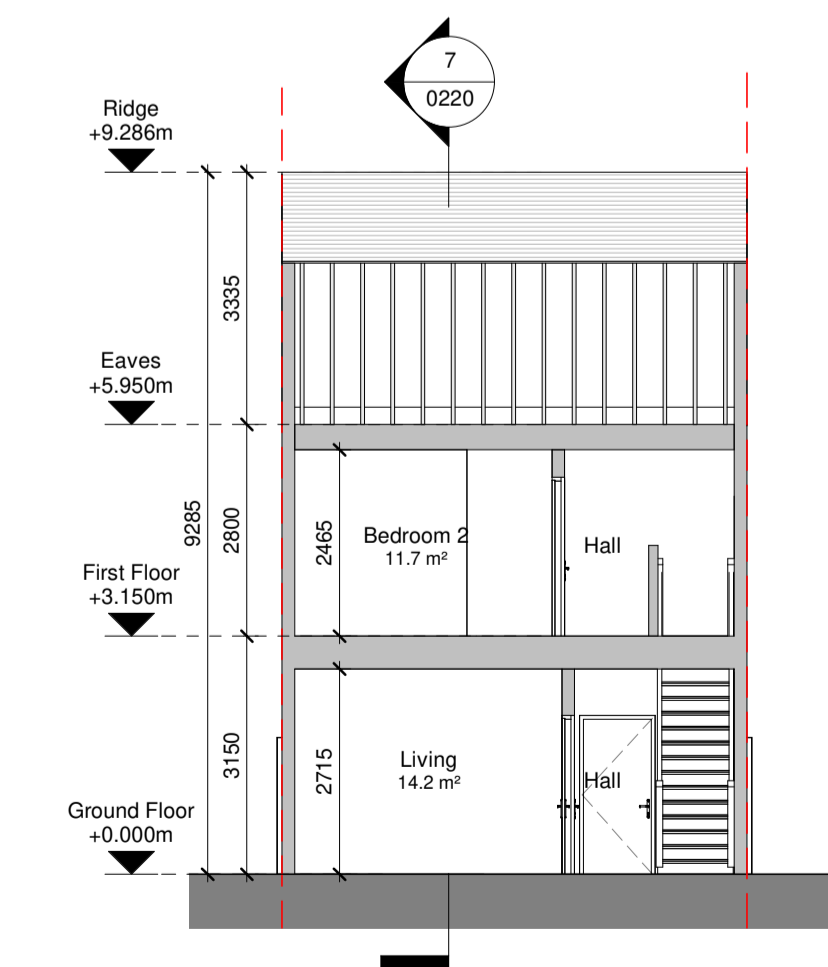 7
0220
Ridge
+9.286m
3335
Eaves
+5.950m
9285
2800
2465
Bedroom 2
11.7 m²
Hall
First Floor
+3.150m
3150
2715
Living
14.2 m²
Hall
Ground Floor
+0.000m